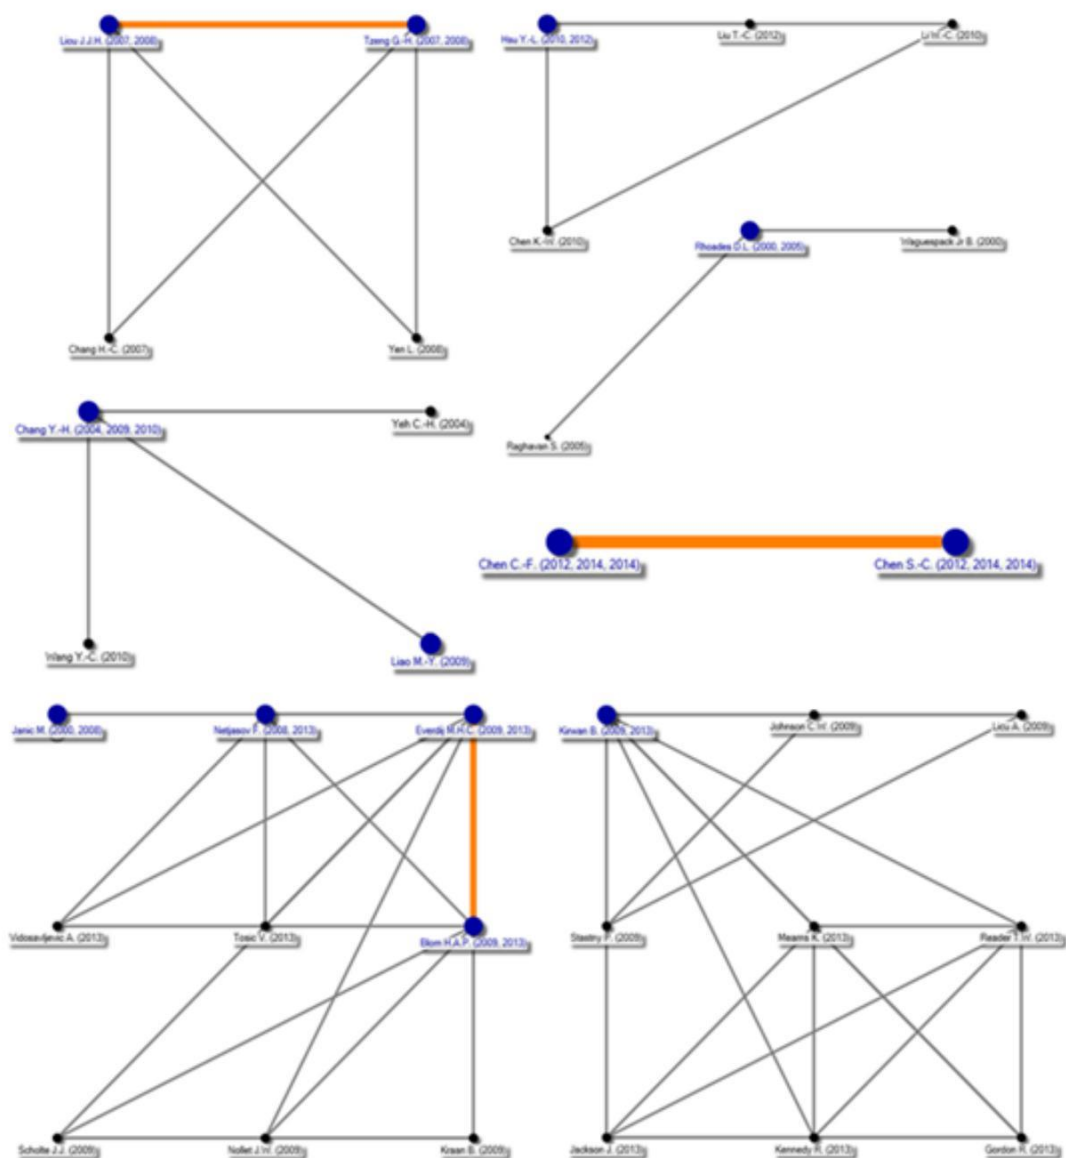 Liou J.J.H. (2007, 2008)
Tzeng G.-H. (2007, 2008)
Hsu Y.-L. (2010, 2012)
Liu T.-C. (2012)
Li W.-C. (2010)
Chen K.-W. (2010)
Rhoades D.L. (2000, 2005)
Waguespack Jr B. (2000)
Chang H.-C. (2007)
Yen L. (2008)
Chang Y.-H. (2004, 2009, 2010)
Yeh C.-H. (2004)
Raghavan S. (2005)
Chen C.-F. (2012, 2014, 2014)
Chen S.-C. (2012, 2014, 2014)
Wang Y.-C. (2010)
Liao M.-Y. (2009)
Janic M. (2000, 2008)
Netjasov F. (2008, 2013)
Everdij M.H.C. (2009, 2013)
Kirwan B. (2009, 2013)
Johnson C.W. (2009)
Licu A. (2009)
Vidosavljevic A. (2013)
Tosic V. (2013)
Blom H.A.P. (2009, 2013)
Stastny P. (2009)
Mearns K. (2013)
Reader T.W. (2013)
Scholte J.J. (2009)
Nollet J.W. (2009)
Kraan B. (2009)
Jackson J. (2013)
Kennedy R. (2013)
Gordon R. (2013)